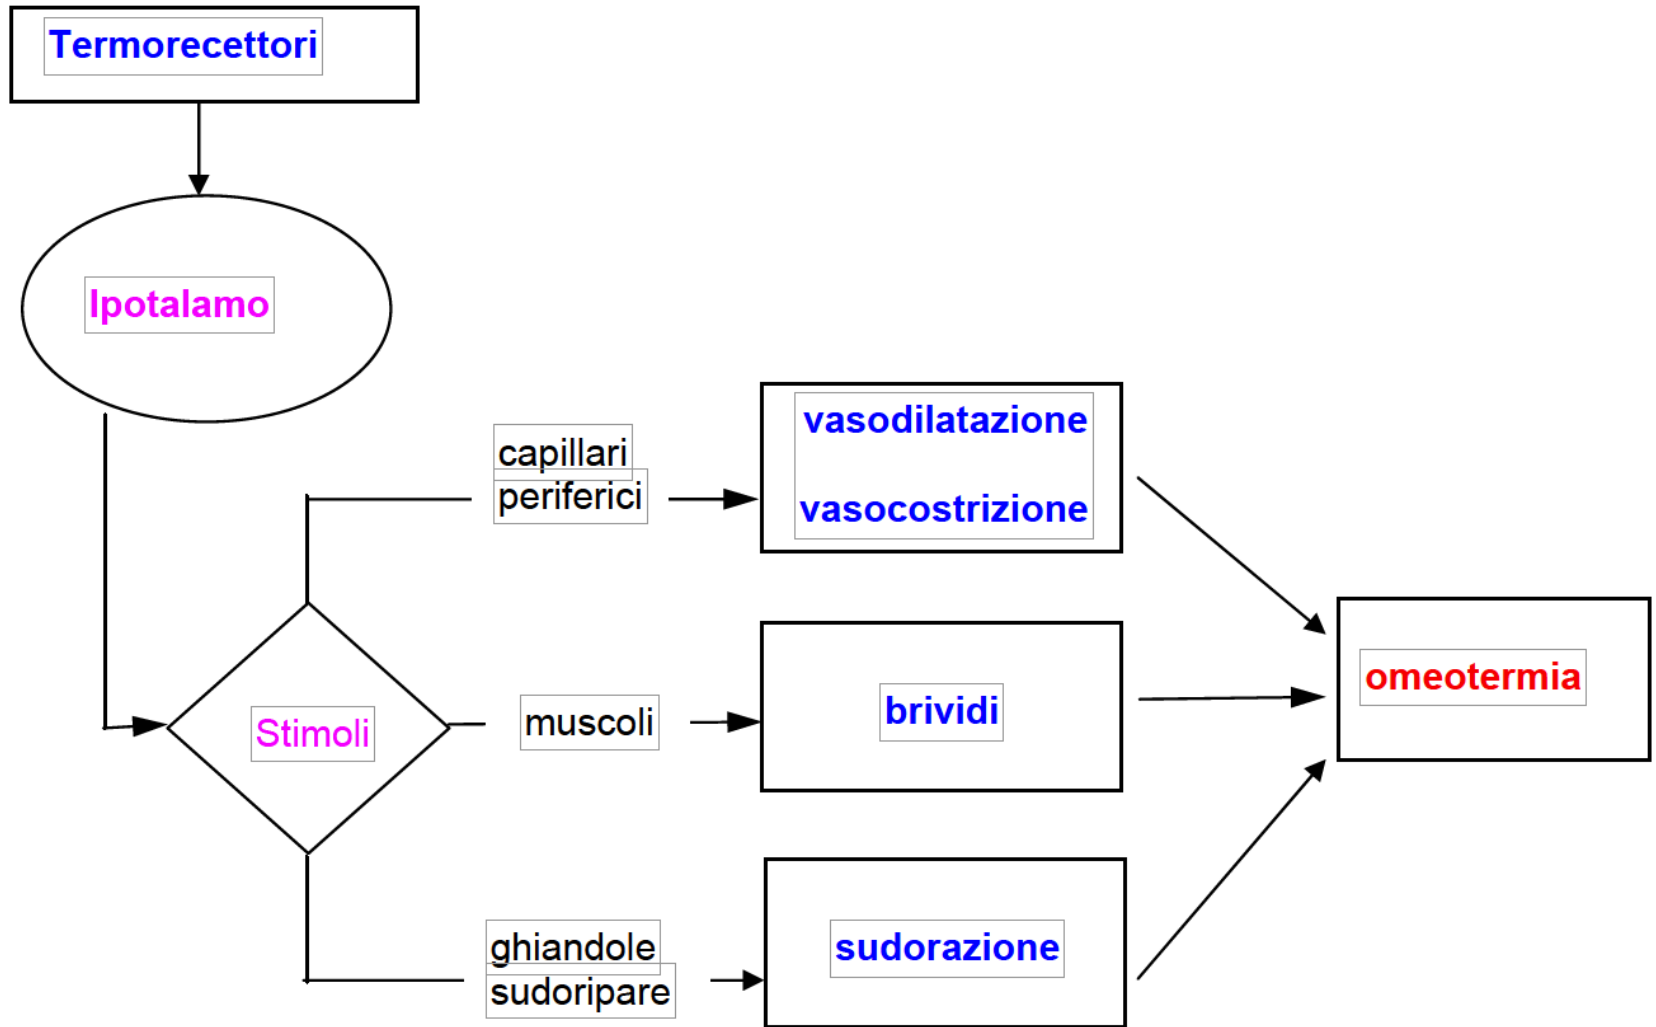 Termorecettori
Ipotalamo
capillari
periferici
vasodilatazione
vasocostrizione
omeotermia
Stimoli
muscoli
brividi
ghiandole
sudoripare
sudorazione